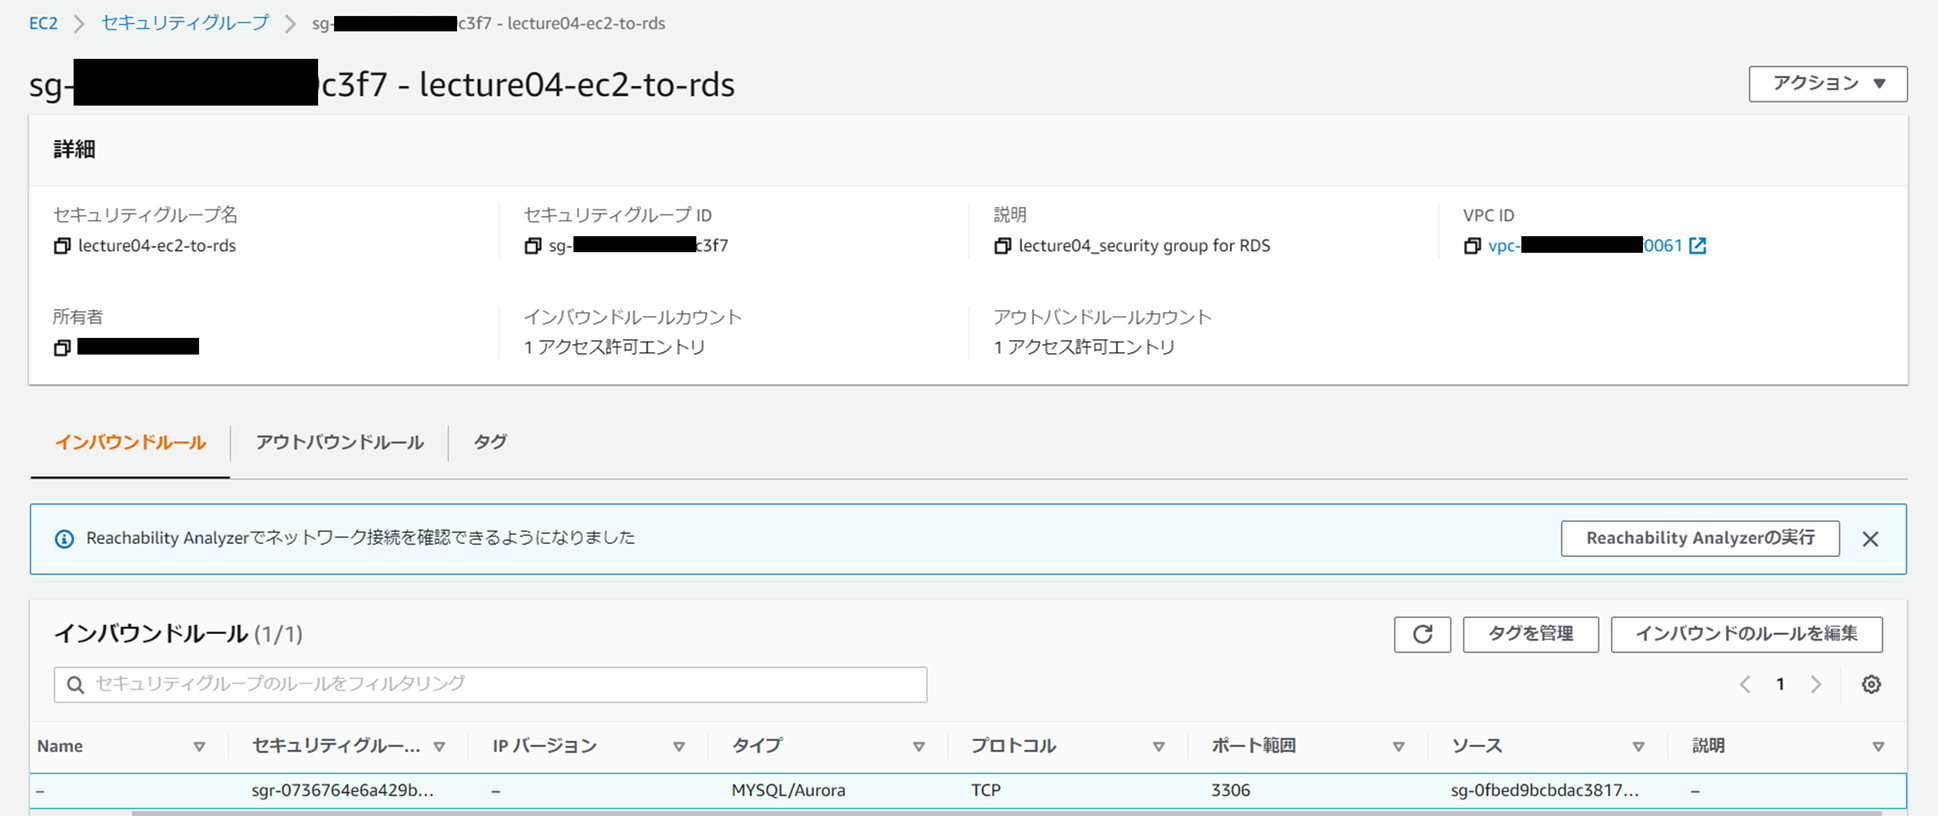 EC2 > セキュリティグループ > sg-c3f7 - lecture04-ec2-to-rds
sg-c3f7 - lecture04-ec2-to-rds
アクション ▼
詳細
セキュリティグループ名
lecture04-ec2-to-rds
セキュリティグループ ID
sg-c3f7
説明
lecture04_security group for RDS
VPC ID
vpc-0061
所有者
インバウンドルールカウント
1 アクセス許可エントリ
アウトバンドルールカウント
1 アクセス許可エントリ
インバウンドルール
アウトバウンドルール
タグ
Reachability Analyzerでネットワーク接続を確認できるようになりました
Reachability Analyzerの実行
インバウンドルール (1/1)
タグを管理
インバウンドのルールを編集
セキュリティグループのルールをフィルタリング
1
Name セキュリティグルー... IP バージョン タイプ プロトコル ポート範囲 ソース 説明
– sgr-0736764e6a429b... – MYSQL/Aurora TCP 3306 sg-0fbed9bcbdac3817... –